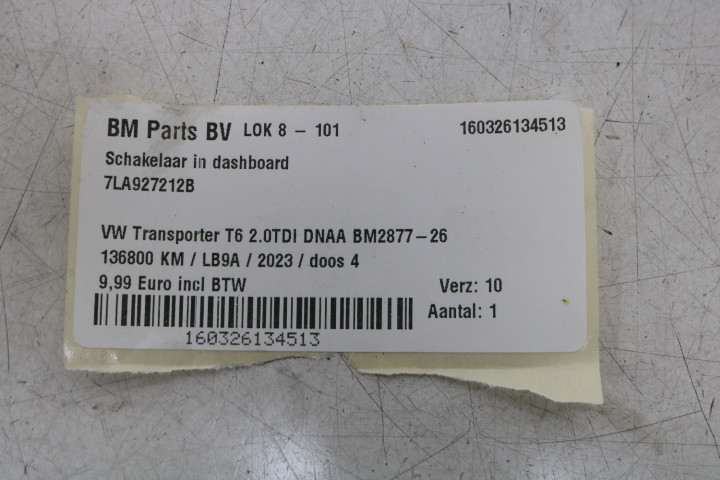 BM Parts BV LOK 8 - 101 160326134513
Schakelaar in dashboard
7LA927212B
VW Transporter T6 2.0TDI DNAA BM2877-26
136800 KM / LB9A / 2023 / doos 4
9,99 Euro incl BTW Verz: 10
Aantal: 1
160326134513